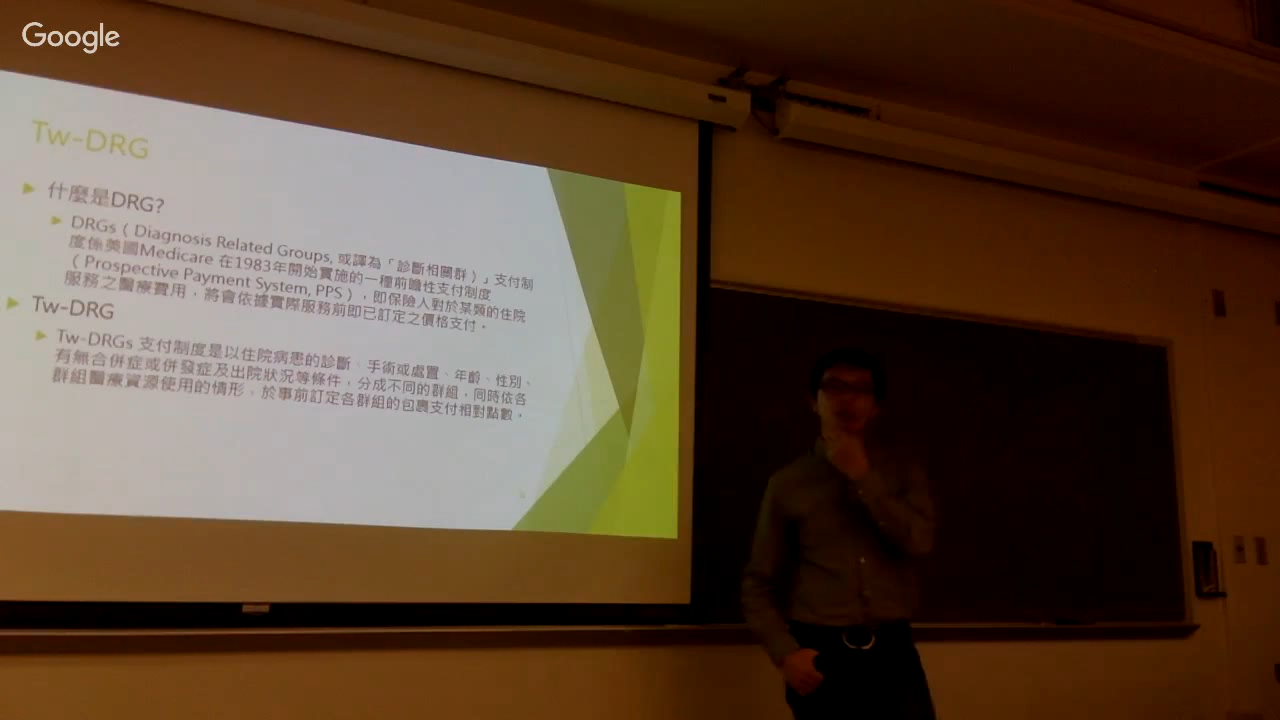 Google
Tw-DRG
什麼是DRG?
DRGs（Diagnosis Related Groups, 或譯為「診斷相關群）」支付制
度係美國Medicare 在1983年開始實施的一種前瞻性支付制度
（Prospective Payment System, PPS），即保險人對於某類的住院
服務之醫療費用，將會依據實際服務前即已訂定之價格支付。
Tw-DRG
Tw-DRGs 支付制度是以住院病患的診斷、手術或處置、年齡、性別、
有無合併症或併發症及出院狀況等條件，分成不同的群組，同時依各
群組醫療資源使用的情形，於事前訂定各群組的包裹支付相對點數。